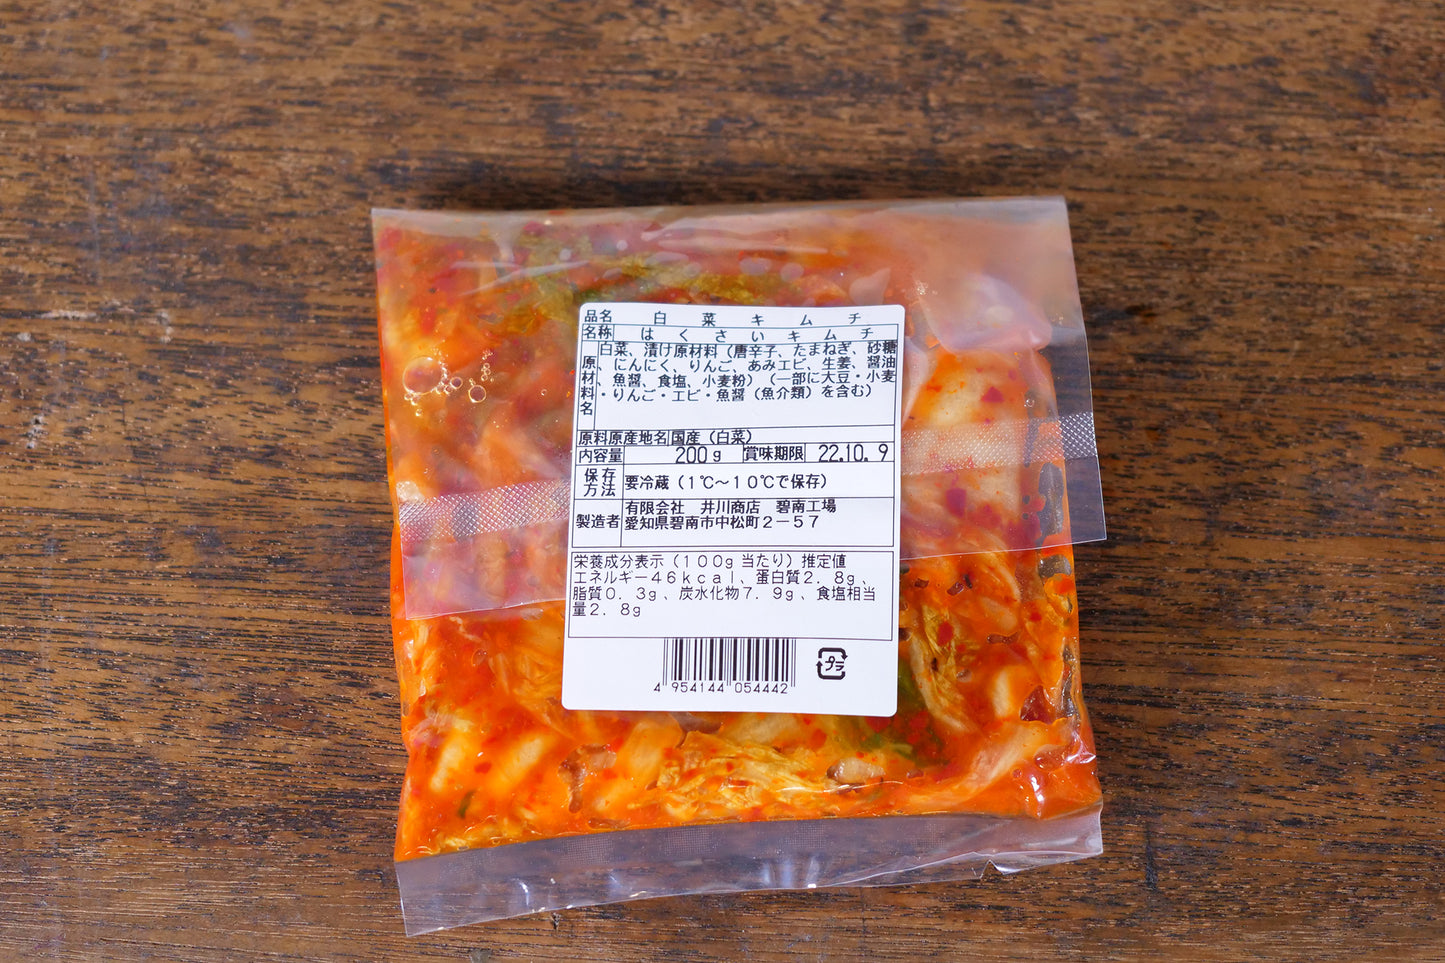 品名 白菜キムチ
名称 はくさいキムチ
原材料名 白菜、漬け原材料（唐辛子、たまねぎ、砂糖
、にんにく、りんご、あみエビ、生姜、醤油
、魚醤、食塩、小麦粉）（一部に大豆・小麦
・りんご・エビ・魚醤（魚介類）を含む）
原料原産地名 国産（白菜）
内容量 200g 賞味期限 22.10.9
保存方法 要冷蔵（1℃～10℃で保存）
製造者 有限会社 井川商店 碧南工場
愛知県碧南市中松町2－57
栄養成分表示（100g当たり）推定値
エネルギー46kcal、蛋白質2.8g、
脂質0.3g、炭水化物7.9g、食塩相当
量2.8g
プラ
4 954144 054442